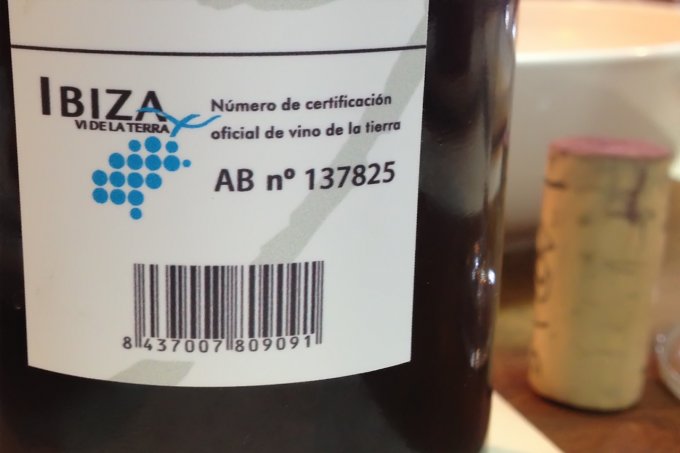 IBIZA
VI DE LA TERRA
Número de certificación
oficial de vino de la tierra
AB nº 137825
8 437007 809091